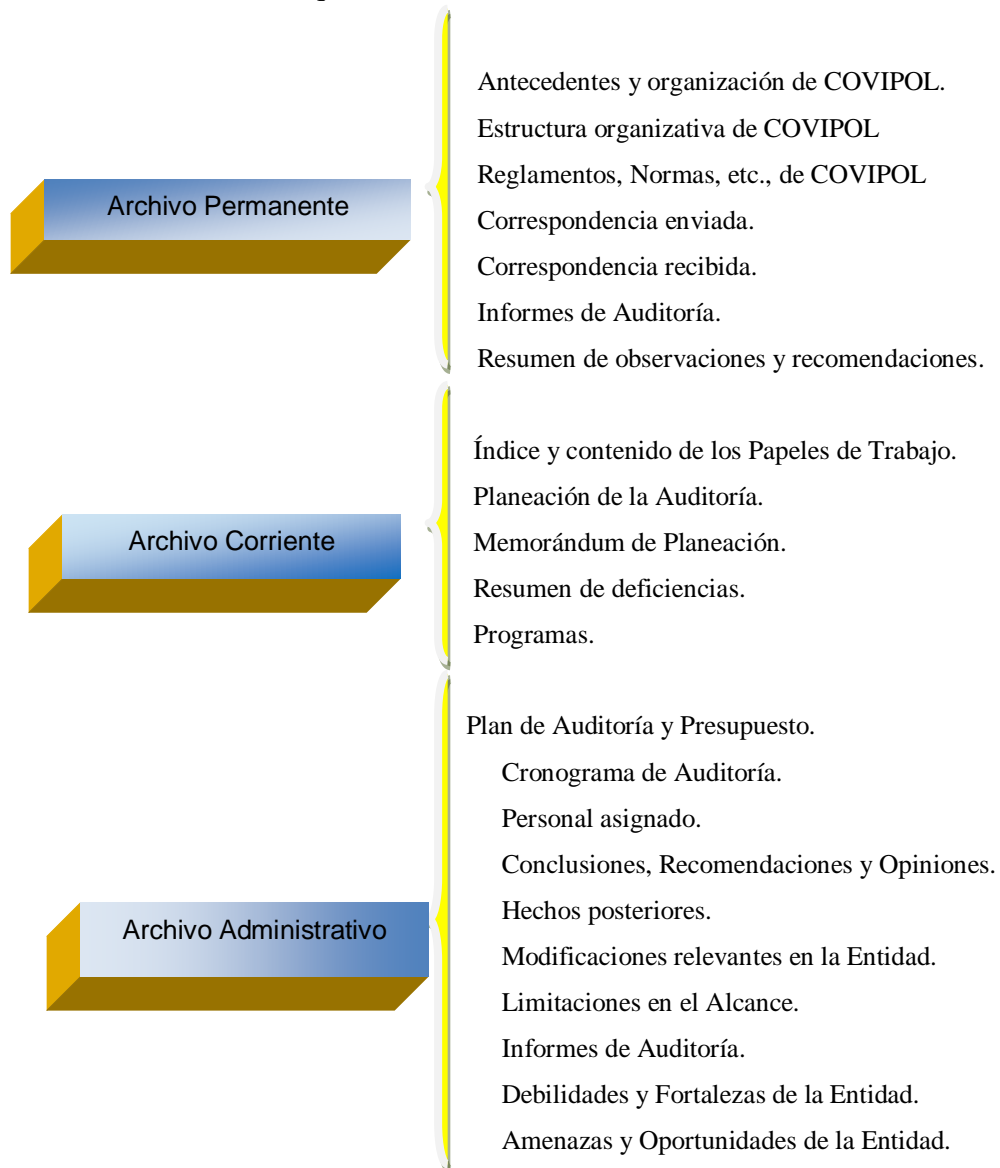 Archivo Permanente
Antecedentes y organización de COVIPOL.
Estructura organizativa de COVIPOL
Reglamentos, Normas, etc., de COVIPOL
Correspondencia enviada.
Correspondencia recibida.
Informes de Auditoría.
Resumen de observaciones y recomendaciones.
Archivo Corriente
Índice y contenido de los Papeles de Trabajo.
Planeación de la Auditoría.
Memorándum de Planeación.
Resumen de deficiencias.
Programas.
Archivo Administrativo
Plan de Auditoría y Presupuesto.
Cronograma de Auditoría.
Personal asignado.
Conclusiones, Recomendaciones y Opiniones.
Hechos posteriores.
Modificaciones relevantes en la Entidad.
Limitaciones en el Alcance.
Informes de Auditoría.
Debilidades y Fortalezas de la Entidad.
Amenazas y Oportunidades de la Entidad.